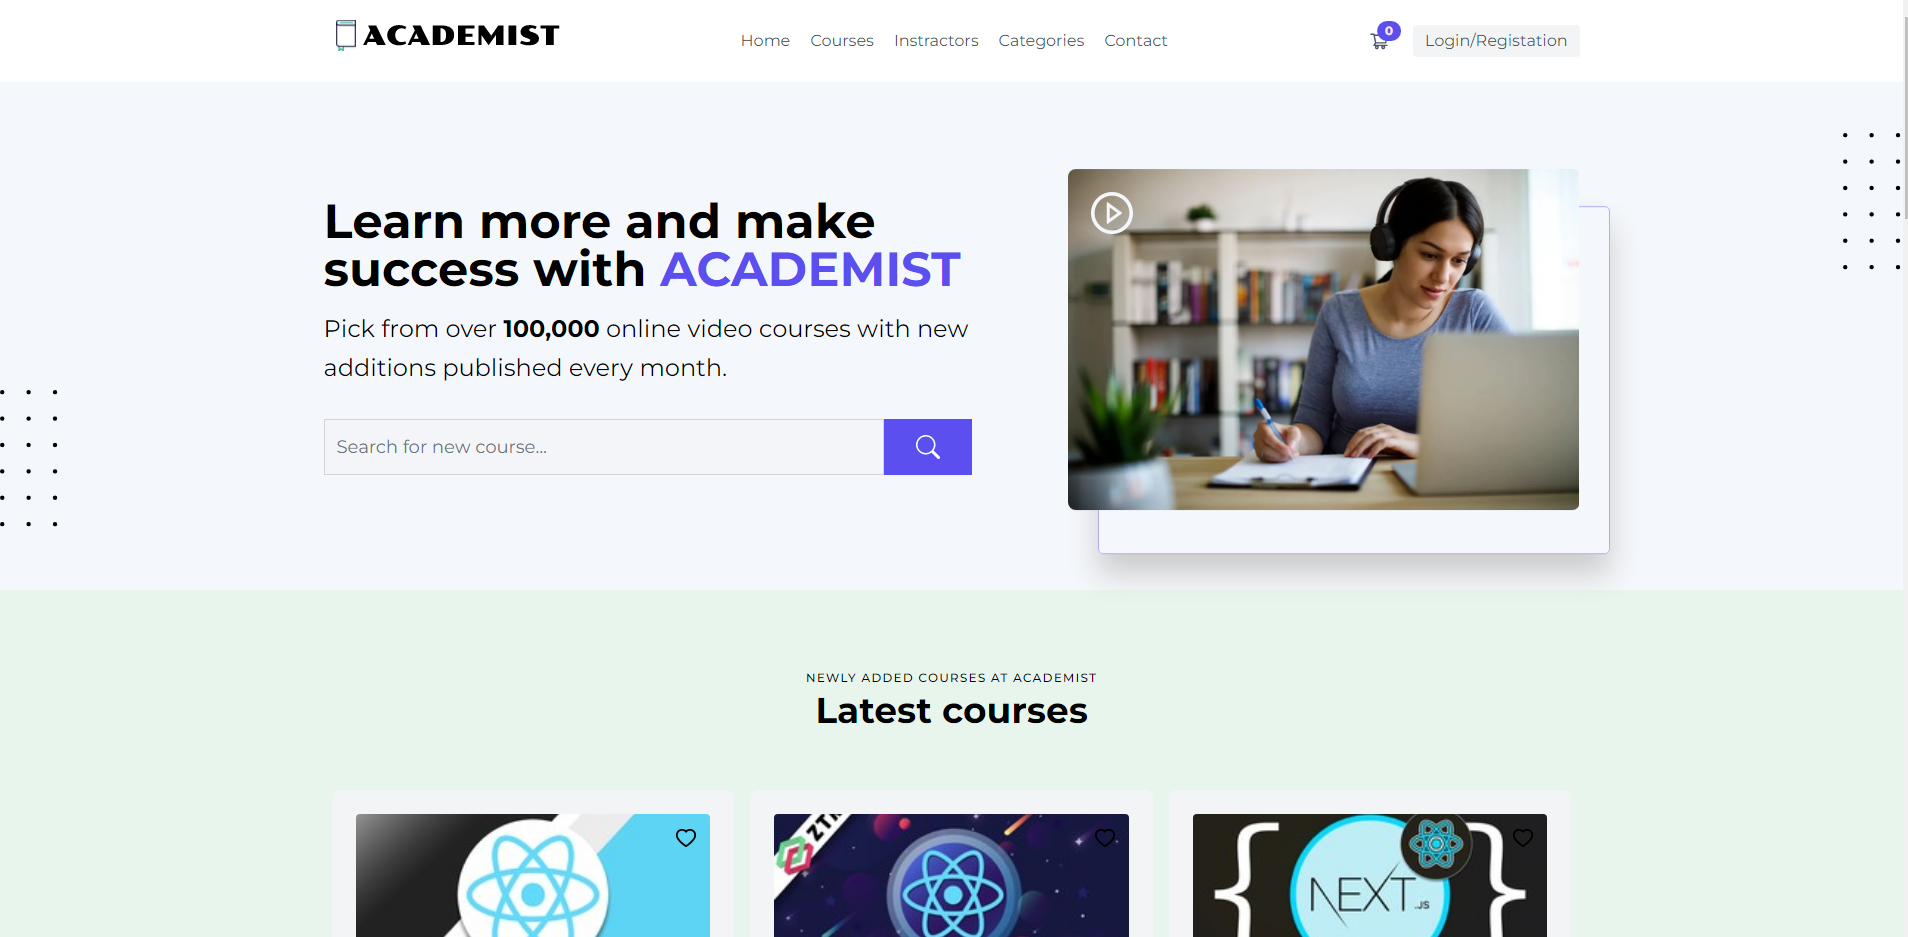 ACADEMIST
Home Courses Instractors Categories Contact
0
Login/Registation
Learn more and make
success with ACADEMIST
Pick from over 100,000 online video courses with new
additions published every month.
Search for new course...
NEWLY ADDED COURSES AT ACADEMIST
Latest courses
NEXT
.JS